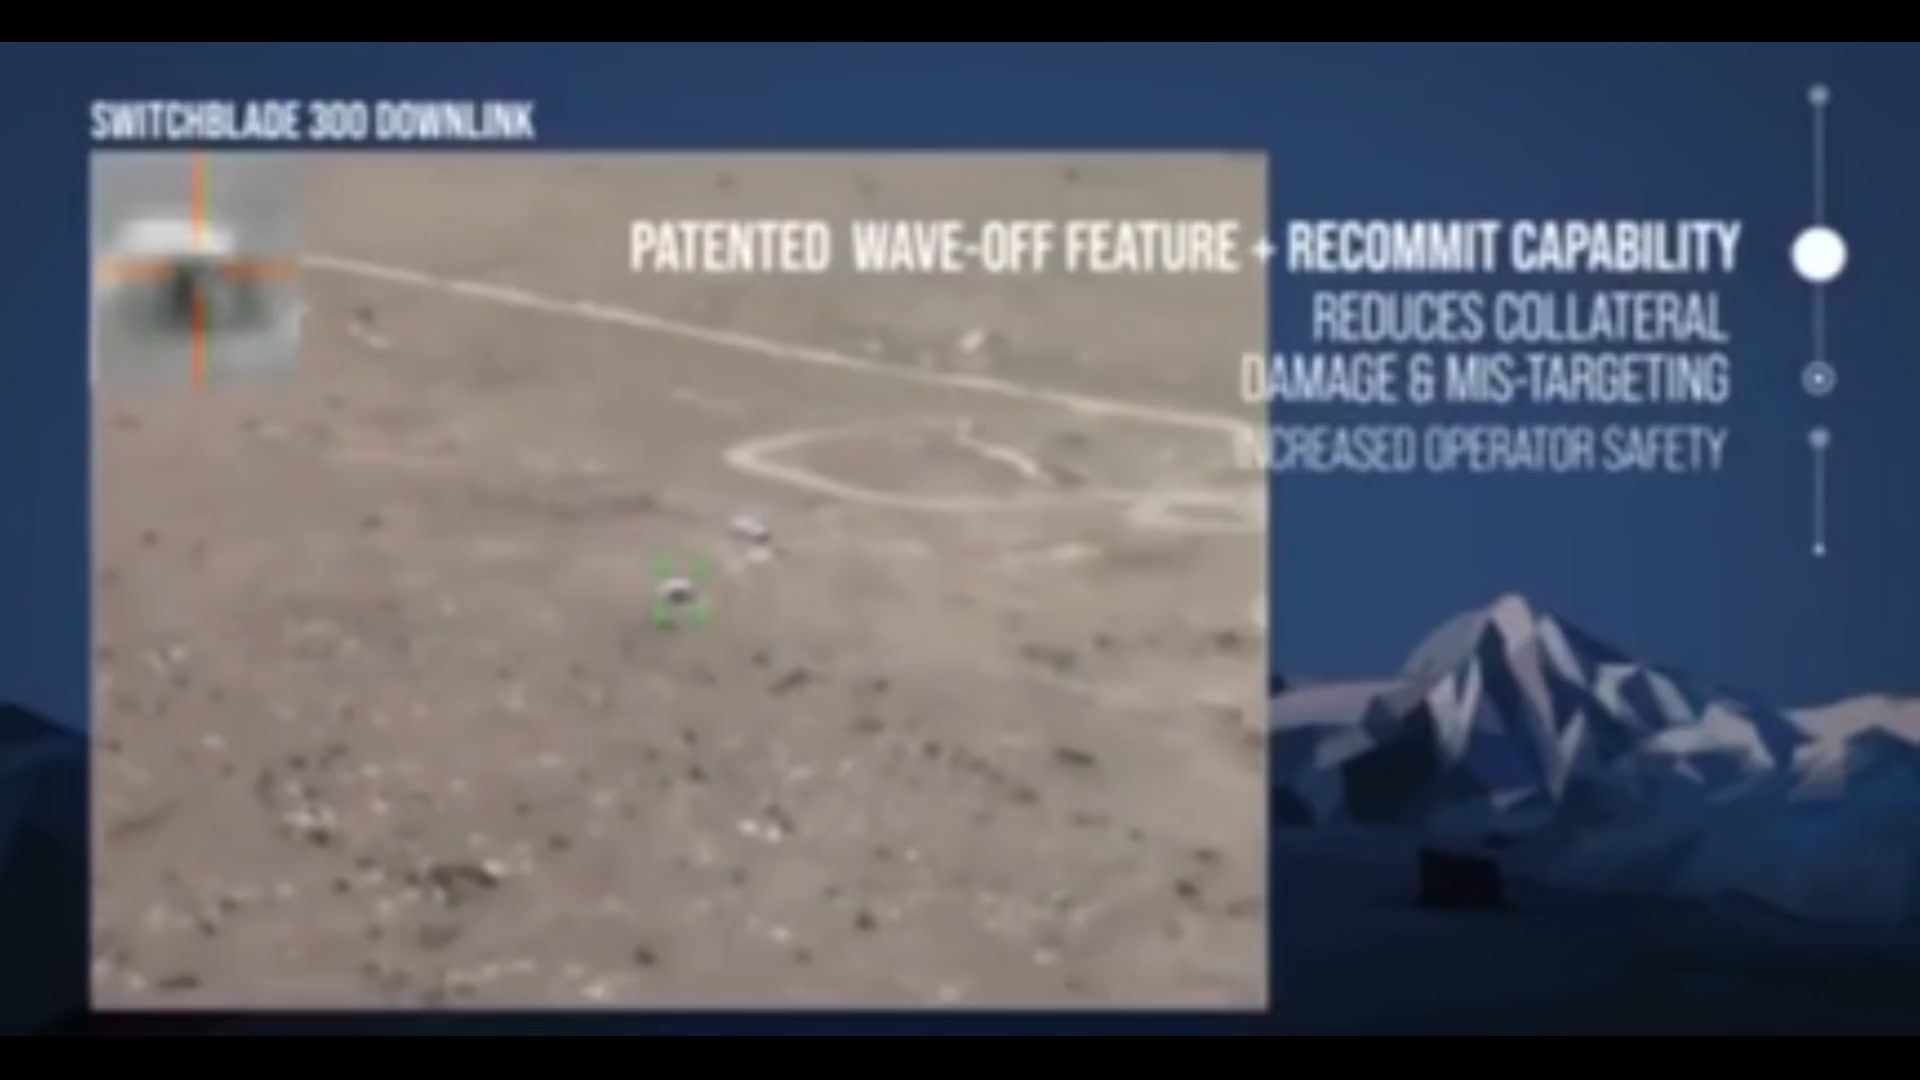 SWITCHBLADE 300 DOWNLINK
PATENTED WAVE-OFF FEATURE + RECOMMIT CAPABILITY
REDUCES COLLATERAL
DAMAGE & MIS-TARGETING
INCREASED OPERATOR SAFETY